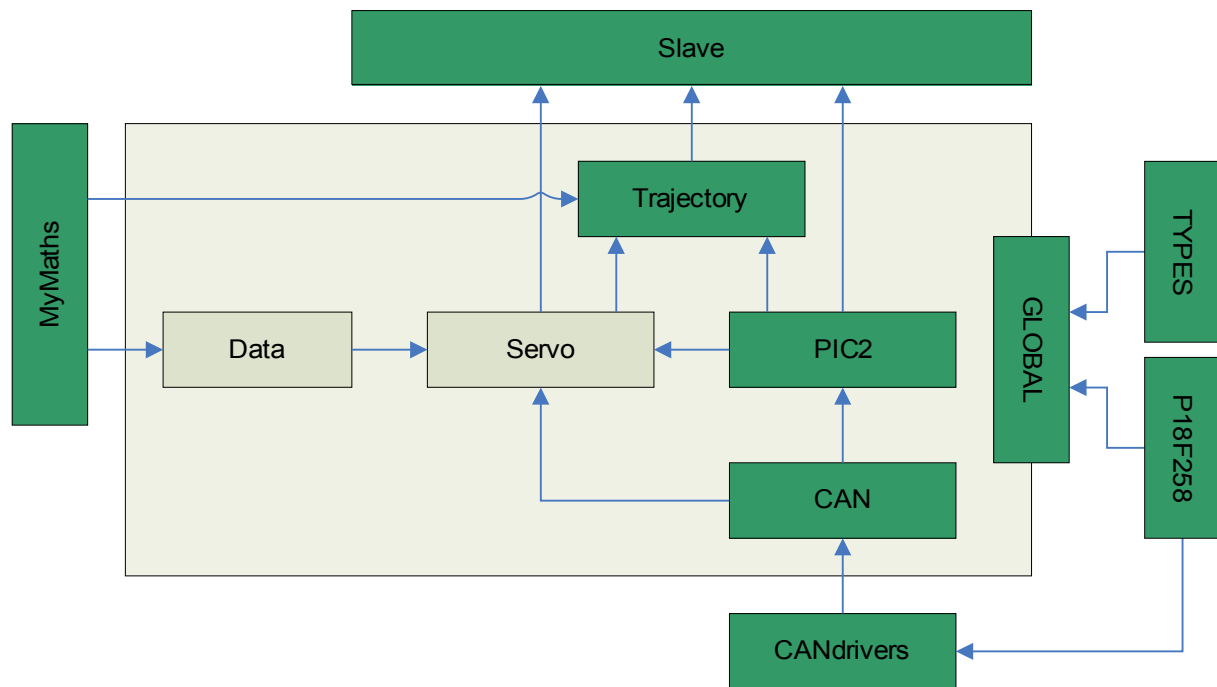 Slave
MyMaths
Trajectory
TYPES
GLOBAL
Data
Servo
PIC2
P18F258
CAN
CANdrivers